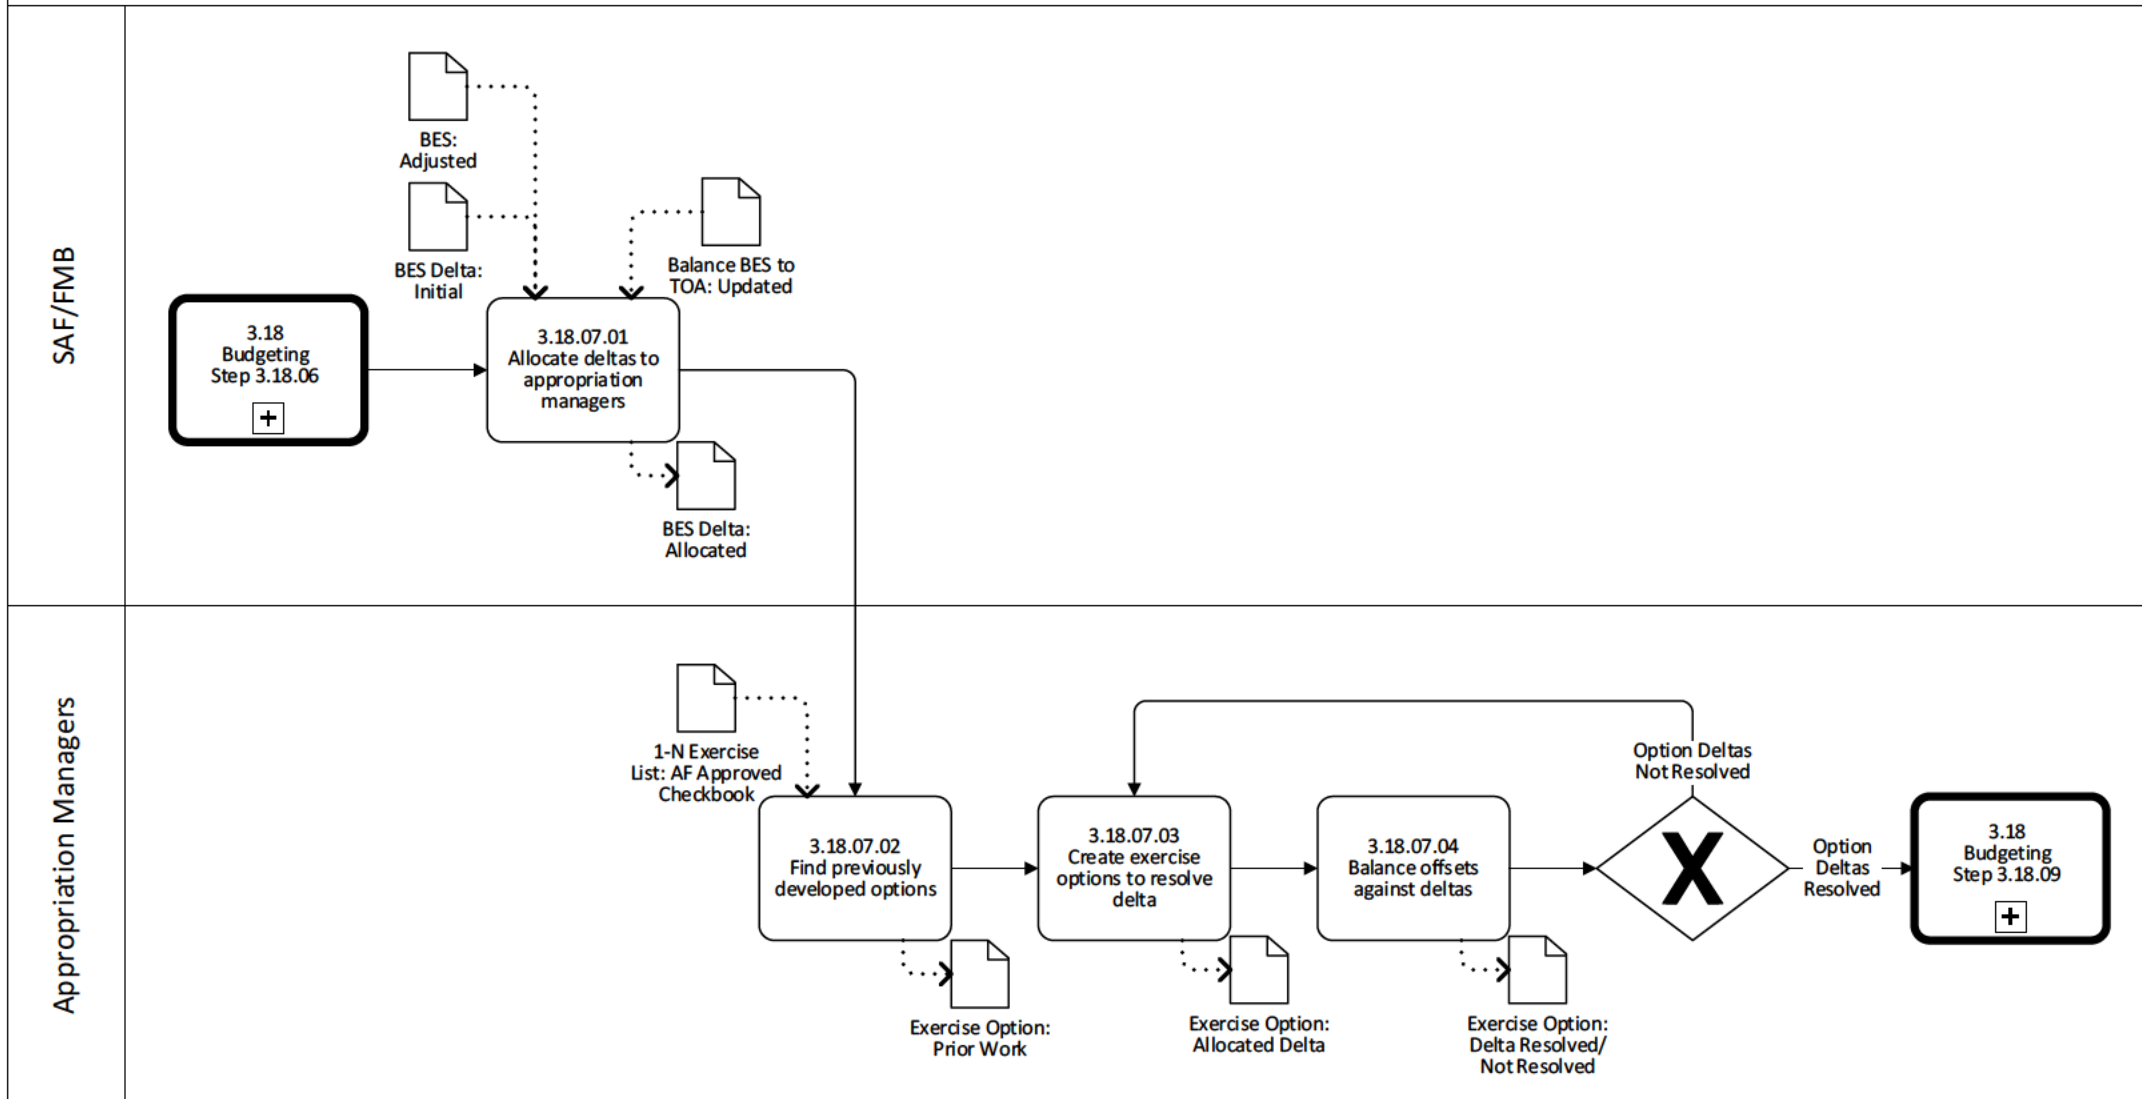 SAF/FMB
BES:
Adjusted
BES Delta:
Initial
Balance BES to
TOA: Updated
3.18
Budgeting
Step 3.18.06
3.18.07.01
Allocate deltas to
appropriation
managers
BES Delta:
Allocated
Appropriation Managers
1-N Exercise
List: AF Approved
Checkbook
3.18.07.02
Find previously
developed options
Exercise Option:
Prior Work
3.18.07.03
Create exercise
options to resolve
delta
Exercise Option:
Allocated Delta
3.18.07.04
Balance offsets
against deltas
Exercise Option:
Delta Resolved/
Not Resolved
Option Deltas
Not Resolved
X
Option
Deltas
Resolved
3.18
Budgeting
Step 3.18.09